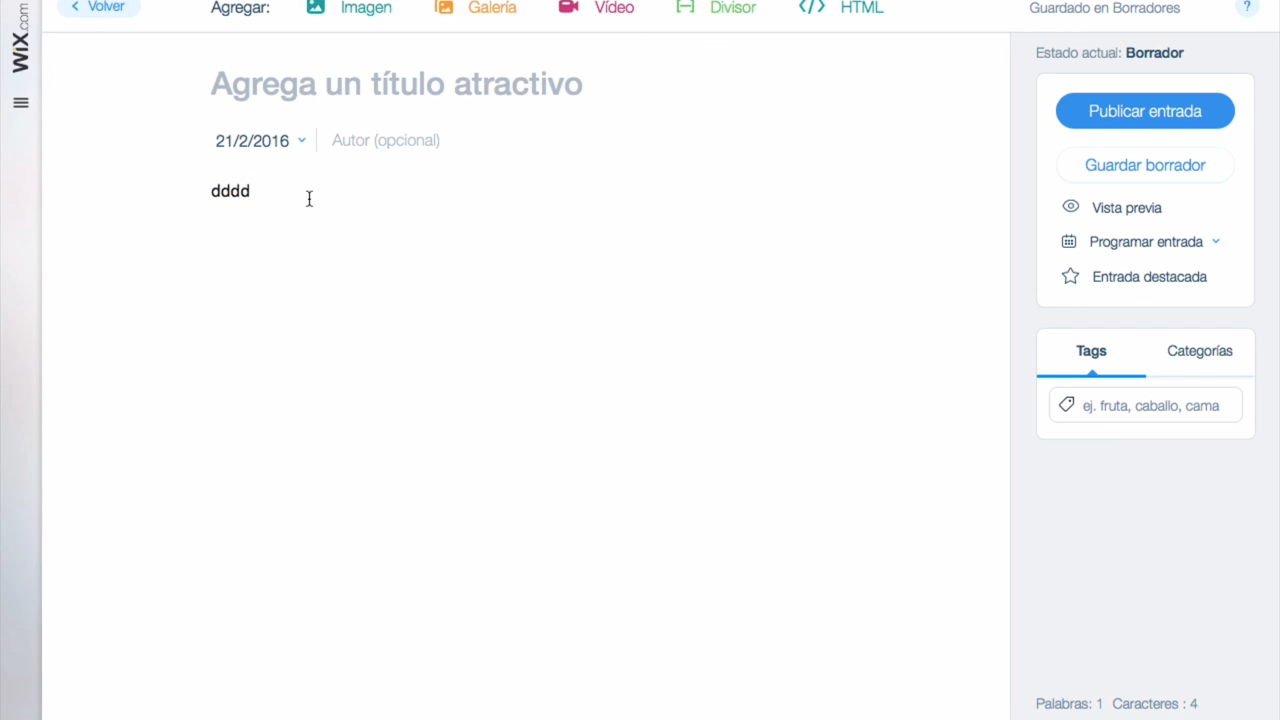 WiX.com
Volver
Agregar:
Imagen
Galería
Vídeo
Divisor
HTML
Guardado en Borradores
?
Agrega un título atractivo
21/2/2016
Autor (opcional)
dddd
Estado actual: Borrador
Publicar entrada
Guardar borrador
Vista previa
Programar entrada
Entrada destacada
Tags
Categorías
ej. fruta, caballo, cama
Palabras: 1 Caracteres : 4